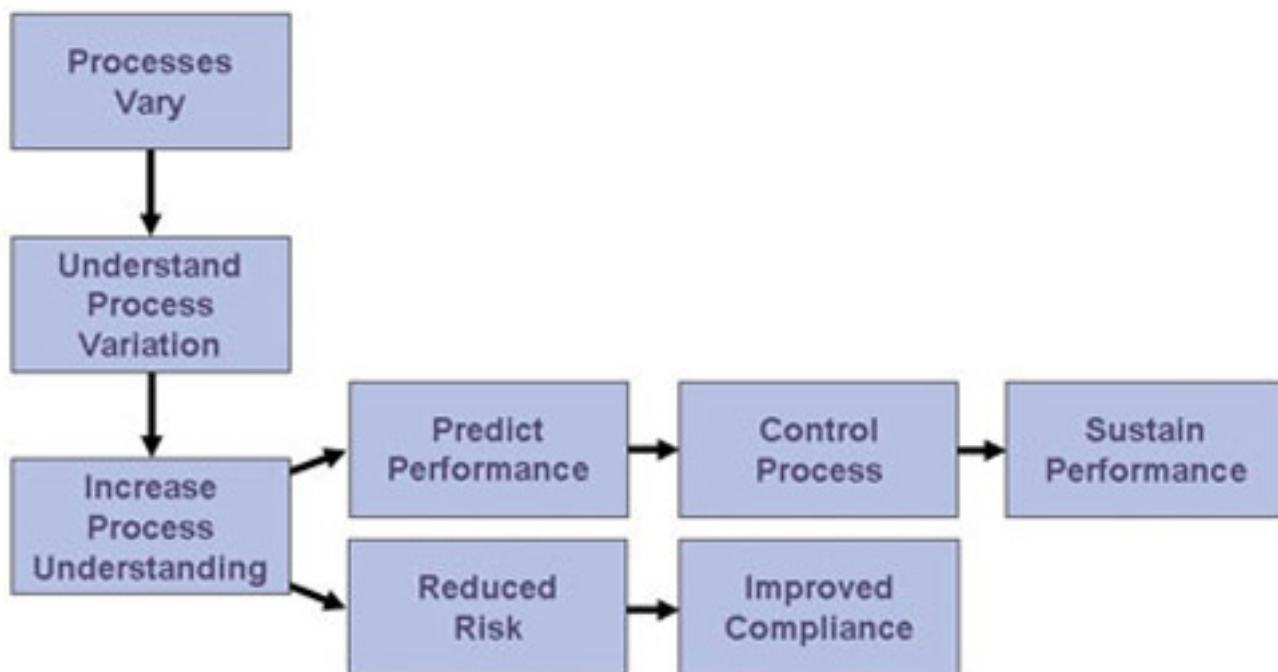 Processes
Vary
Understand
Process
Variation
Increase
Process
Understanding
Predict
Performance
Control
Process
Sustain
Performance
Reduced
Risk
Improved
Compliance